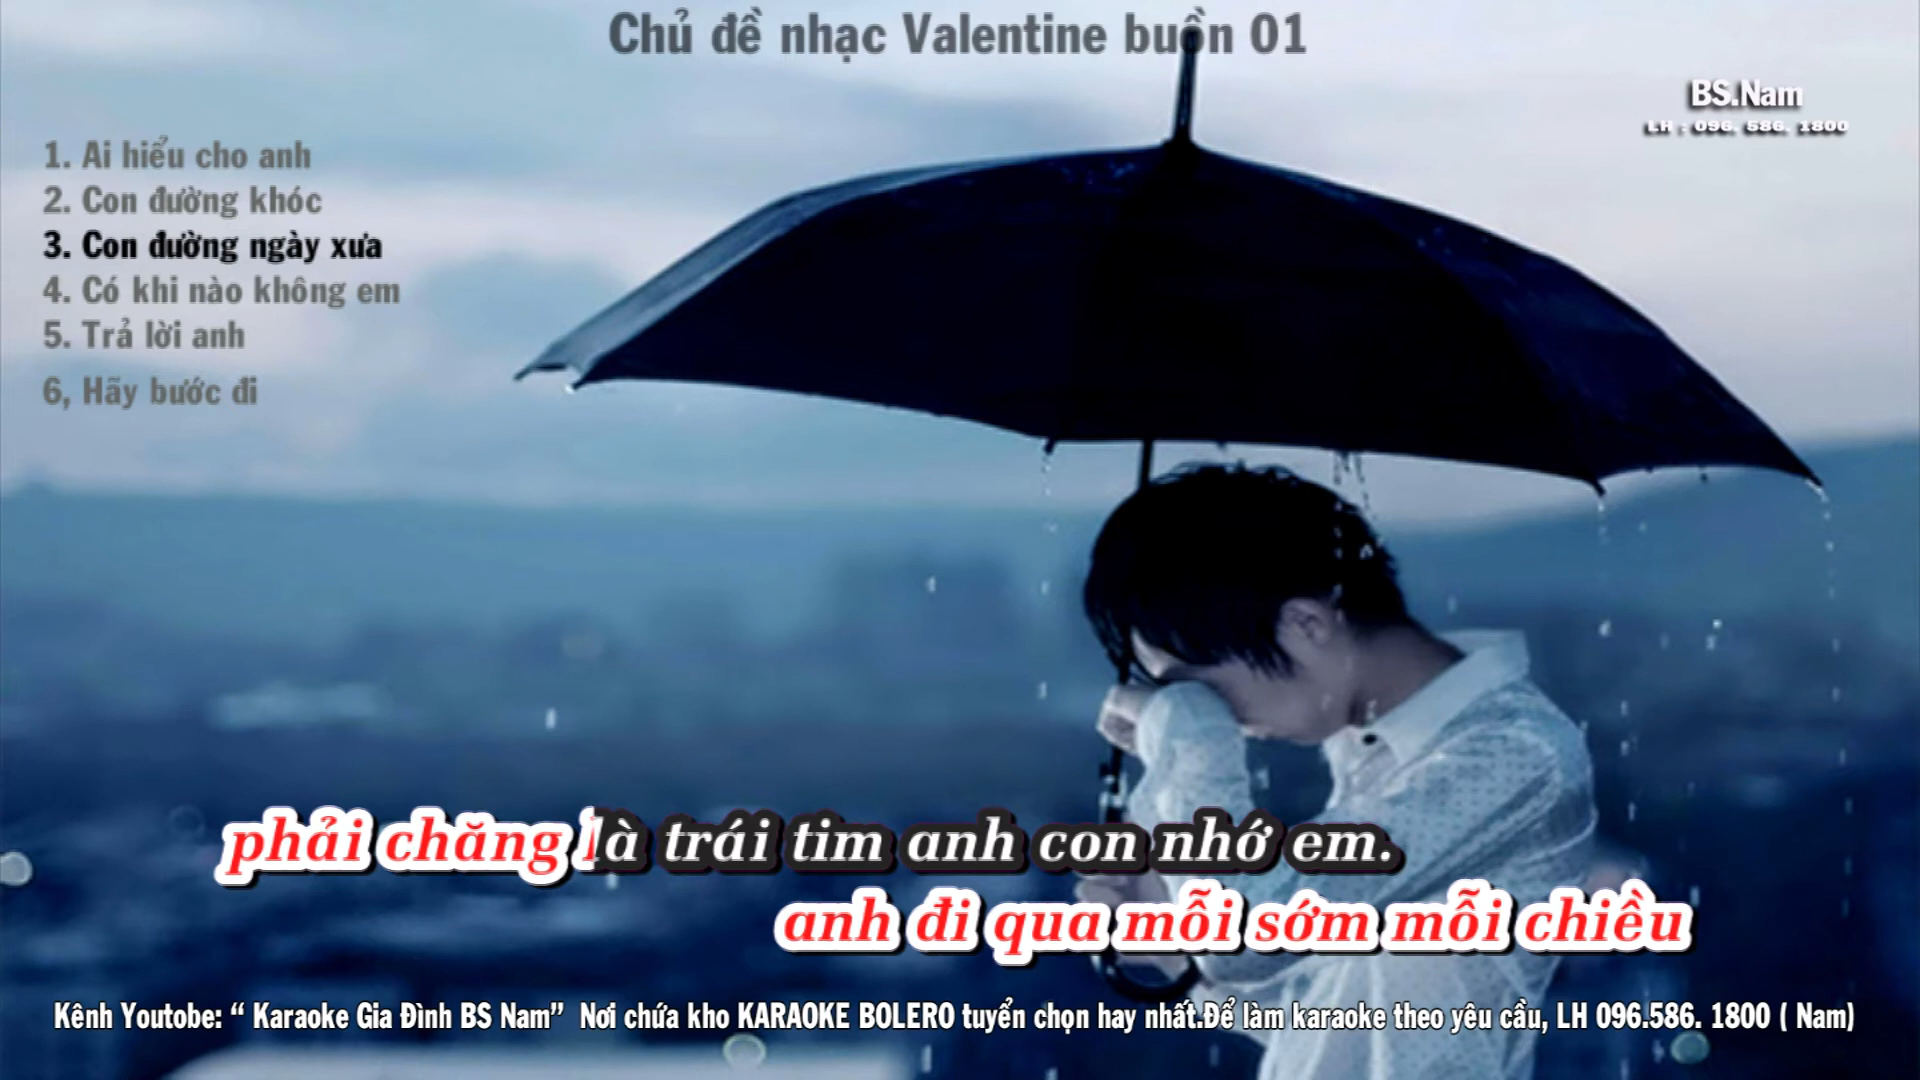 Chủ đề nhạc Valentine buồn 01
BS.Nam
LH : 096. 586. 1800
1. Ai hiểu cho anh
2. Con đường khóc
3. Con đường ngày xưa
4. Có khi nào không em
5. Trả lời anh
6, Hãy bước đi
phải chăng là trái tim anh con nhớ em.
anh đi qua mỗi sớm mỗi chiều
Kênh Youtobe: “ Karaoke Gia Đình BS Nam” Nơi chứa kho KARAOKE BOLERO tuyển chọn hay nhất.Để làm karaoke theo yêu cầu, LH 096.586. 1800 ( Nam)